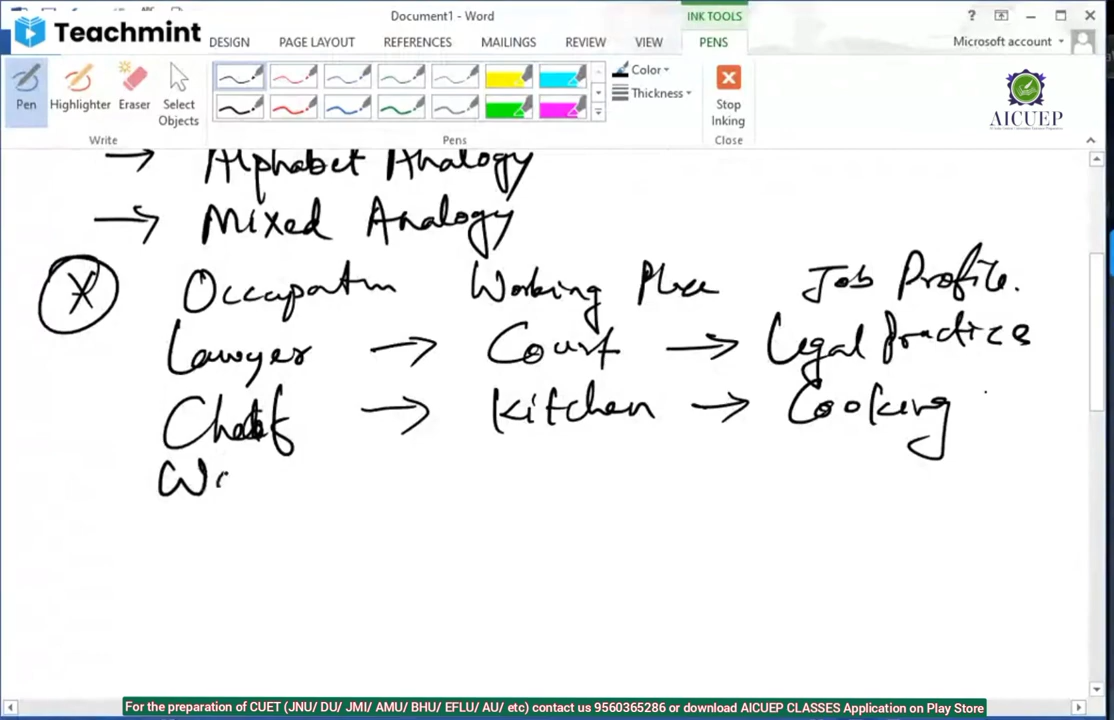 Document1 - Word
INK TOOLS
Teachmint
DESIGN PAGE LAYOUT REFERENCES MAILINGS REVIEW VIEW PENS
Microsoft account
Pen Highlighter Eraser Select Objects
Color
Thickness
Stop Inking
Write Pens Close
AICUEP
→ Alphabet Analogy
→ Mixed Analogy
Occupatn Working Place Job Profile.
Lawyer → Court → Legal Practices
Chef → Kitchen → Cooking
For the preparation of CUET (JNU/ DU/ JMI/ AMU/ BHU/ EFLU/ AU/ etc) contact us 9560365286 or download AICUEP CLASSES Application on Play Store